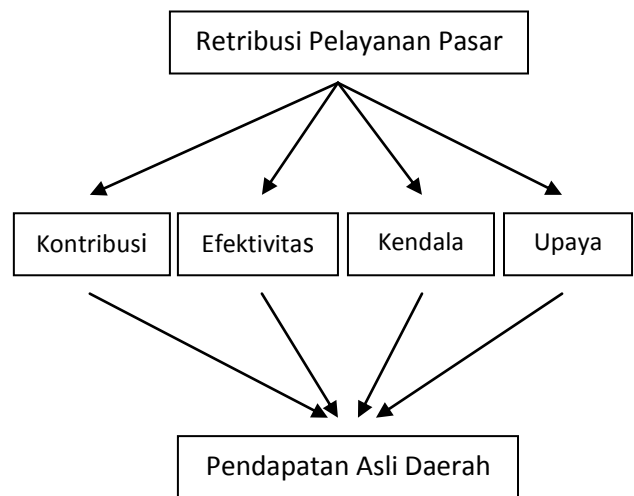 Retribusi Pelayanan Pasar
Kontribusi
Efektivitas
Kendala
Upaya
Pendapatan Asli Daerah